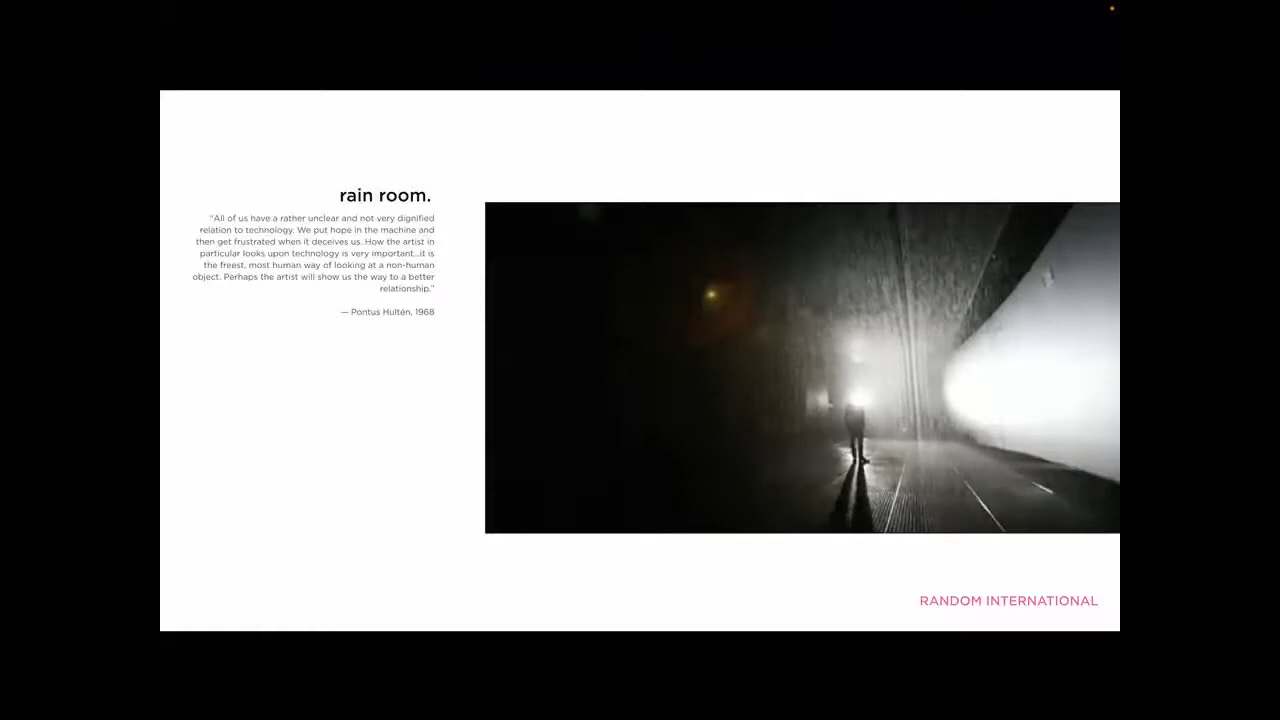 rain room.
"All of us have a rather unclear and not very dignified
relation to technology. We put hope in the machine and
then get frustrated when it deceives us. How the artist in
particular looks upon technology is very important...it is
the freest, most human way of looking at a non-human
object. Perhaps the artist will show us the way to a better
relationship."
— Pontus Hultén, 1968
RANDOM INTERNATIONAL